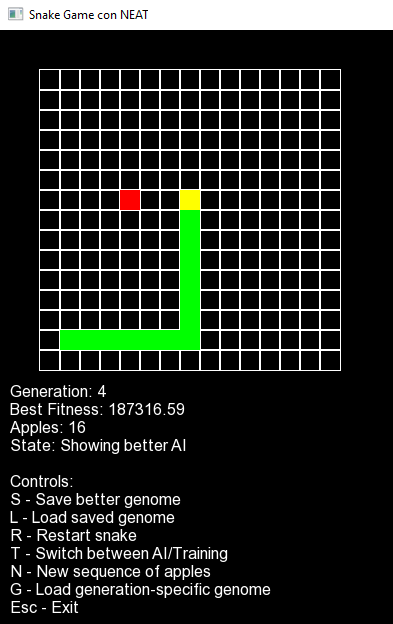 Snake Game con NEAT
Generation: 4
Best Fitness: 187316.59
Apples: 16
State: Showing better AI
Controls:
S - Save better genome
L - Load saved genome
R - Restart snake
T - Switch between AI/Training
N - New sequence of apples
G - Load generation-specific genome
Esc - Exit